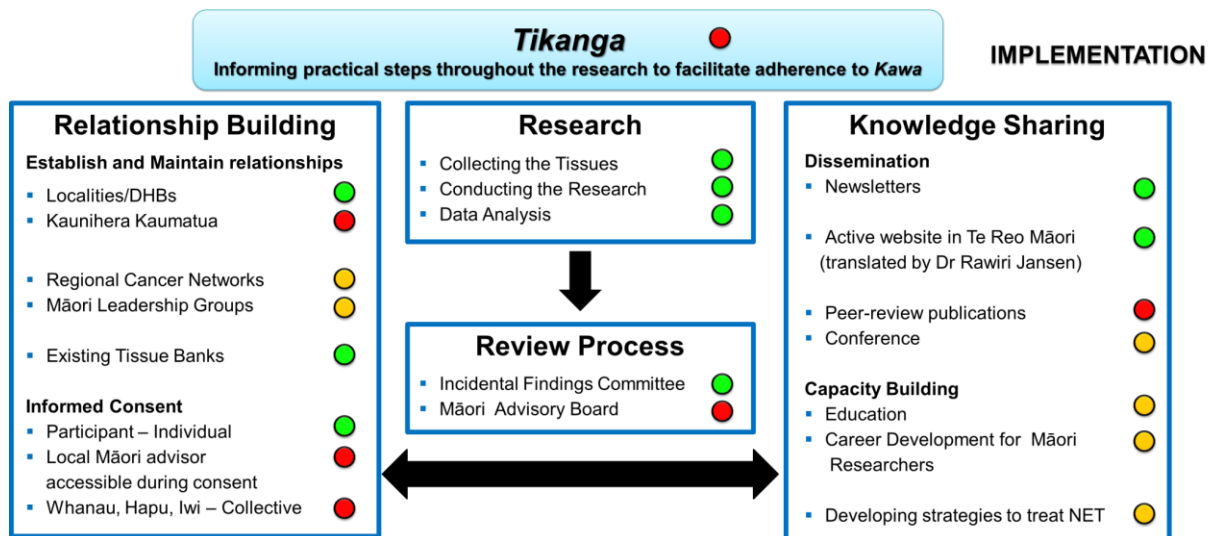 Tikanga
Informing practical steps throughout the research to facilitate adherence to Kawa
IMPLEMENTATION
Relationship Building
Establish and Maintain relationships
▪ Localities/DHBs
▪ Kaunihera Kaumatua
▪ Regional Cancer Networks
▪ Māori Leadership Groups
▪ Existing Tissue Banks
Informed Consent
▪ Participant – Individual
▪ Local Māori advisor
accessible during consent
▪ Whanau, Hapu, Iwi – Collective
Research
▪ Collecting the Tissues
▪ Conducting the Research
▪ Data Analysis
Review Process
▪ Incidental Findings Committee
▪ Māori Advisory Board
Knowledge Sharing
Dissemination
▪ Newsletters
▪ Active website in Te Reo Māori
(translated by Dr Rawiri Jansen)
▪ Peer-review publications
▪ Conference
Capacity Building
▪ Education
▪ Career Development for Māori
Researchers
▪ Developing strategies to treat NET